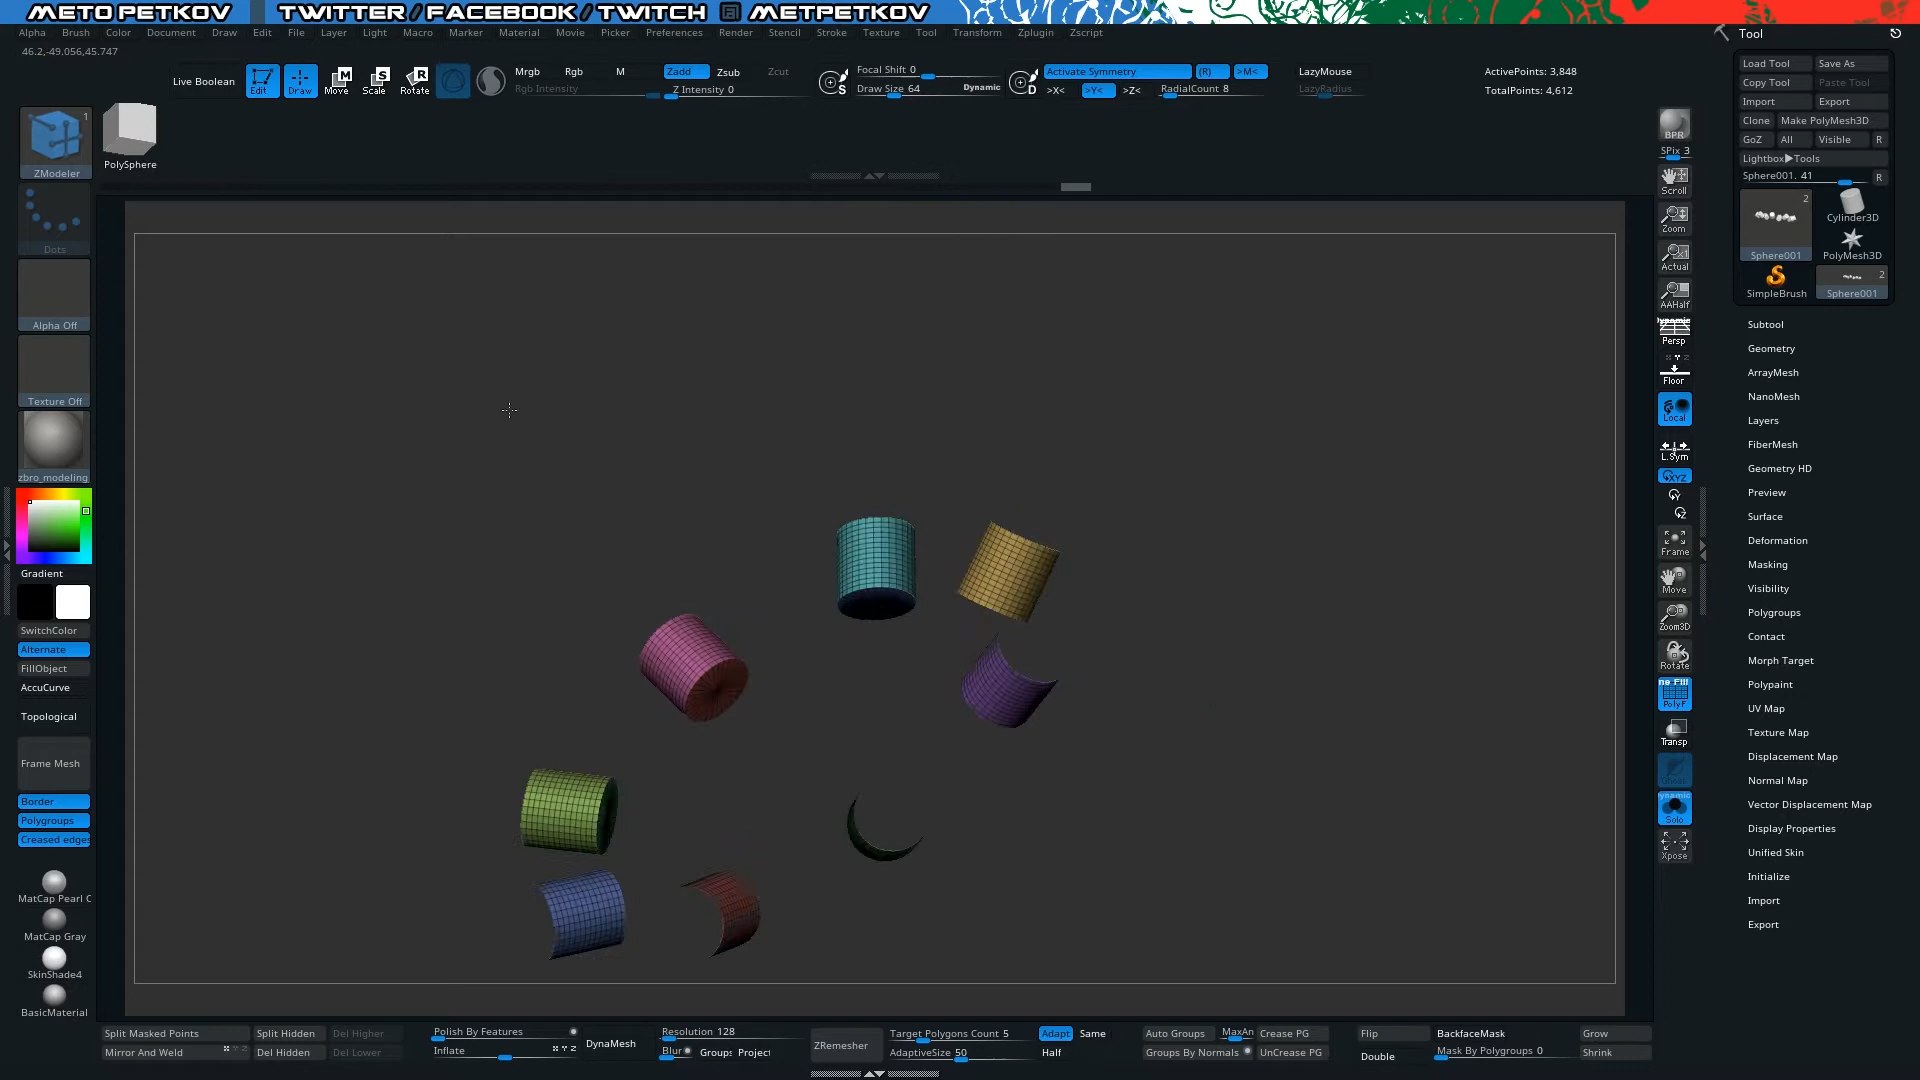 METO PETKOV TWITTER / FACEBOOK / TWITCH @ METPETKOV
Alpha Brush Color Document Draw Edit File Layer Light Macro Marker Material Movie Picker Preferences Render Stencil Stroke Texture Tool Transform Zplugin Zscript
46.2,-49.056,45.747
Live Boolean
Edit
Draw
Move
Scale
Rotate
Mrgb Rgb M
Rgb Intensity
Zadd Zsub Zcut
Z Intensity 0
Focal Shift 0
Draw Size 64 Dynamic
Activate Symmetry (R) >M<
>X< >Y< >Z< RadialCount 8
LazyMouse
LazyRadius
ActivePoints: 3,848
TotalPoints: 4,612
1
ZModeler
PolySphere
Dots
Alpha Off
Texture Off
zbro_modeling
Gradient
SwitchColor
Alternate
FillObject
AccuCurve
Topological
Frame Mesh
Border
Polygroups
Creased edges
MatCap Pearl C
MatCap Gray
SkinShade4
BasicMaterial
BPR
SPix 3
Scroll
Zoom
Actual
AAHalf
Persp
Floor
Local
L.Sym
XYZ
Frame
Move
Zoom3D
Rotate
PolyF
Transp
Ghost
Dynamic
Solo
Xpose
Tool
Load Tool Save As
Copy Tool Paste Tool
Import Export
Clone Make PolyMesh3D
GoZ All Visible R
Lightbox▶Tools
Sphere001. 41 R
2
Sphere001
Cylinder3D
PolyMesh3D
SimpleBrush
2
Sphere001
Subtool
Geometry
ArrayMesh
NanoMesh
Layers
FiberMesh
Geometry HD
Preview
Surface
Deformation
Masking
Visibility
Polygroups
Contact
Morph Target
Polypaint
UV Map
Texture Map
Displacement Map
Normal Map
Vector Displacement Map
Display Properties
Unified Skin
Initialize
Import
Export
Split Masked Points Split Hidden Del Higher
Mirror And Weld Del Hidden Del Lower
Polish By Features
Inflate X Y Z
DynaMesh
Resolution 128
Blur Groups Project
ZRemesher
Target Polygons Count 5 Adapt Same
AdaptiveSize 50 Half
Auto Groups MaxAn Crease PG
Groups By Normals UnCrease PG
Flip BackfaceMask Grow
Double Mask By Polygroups 0 Shrink